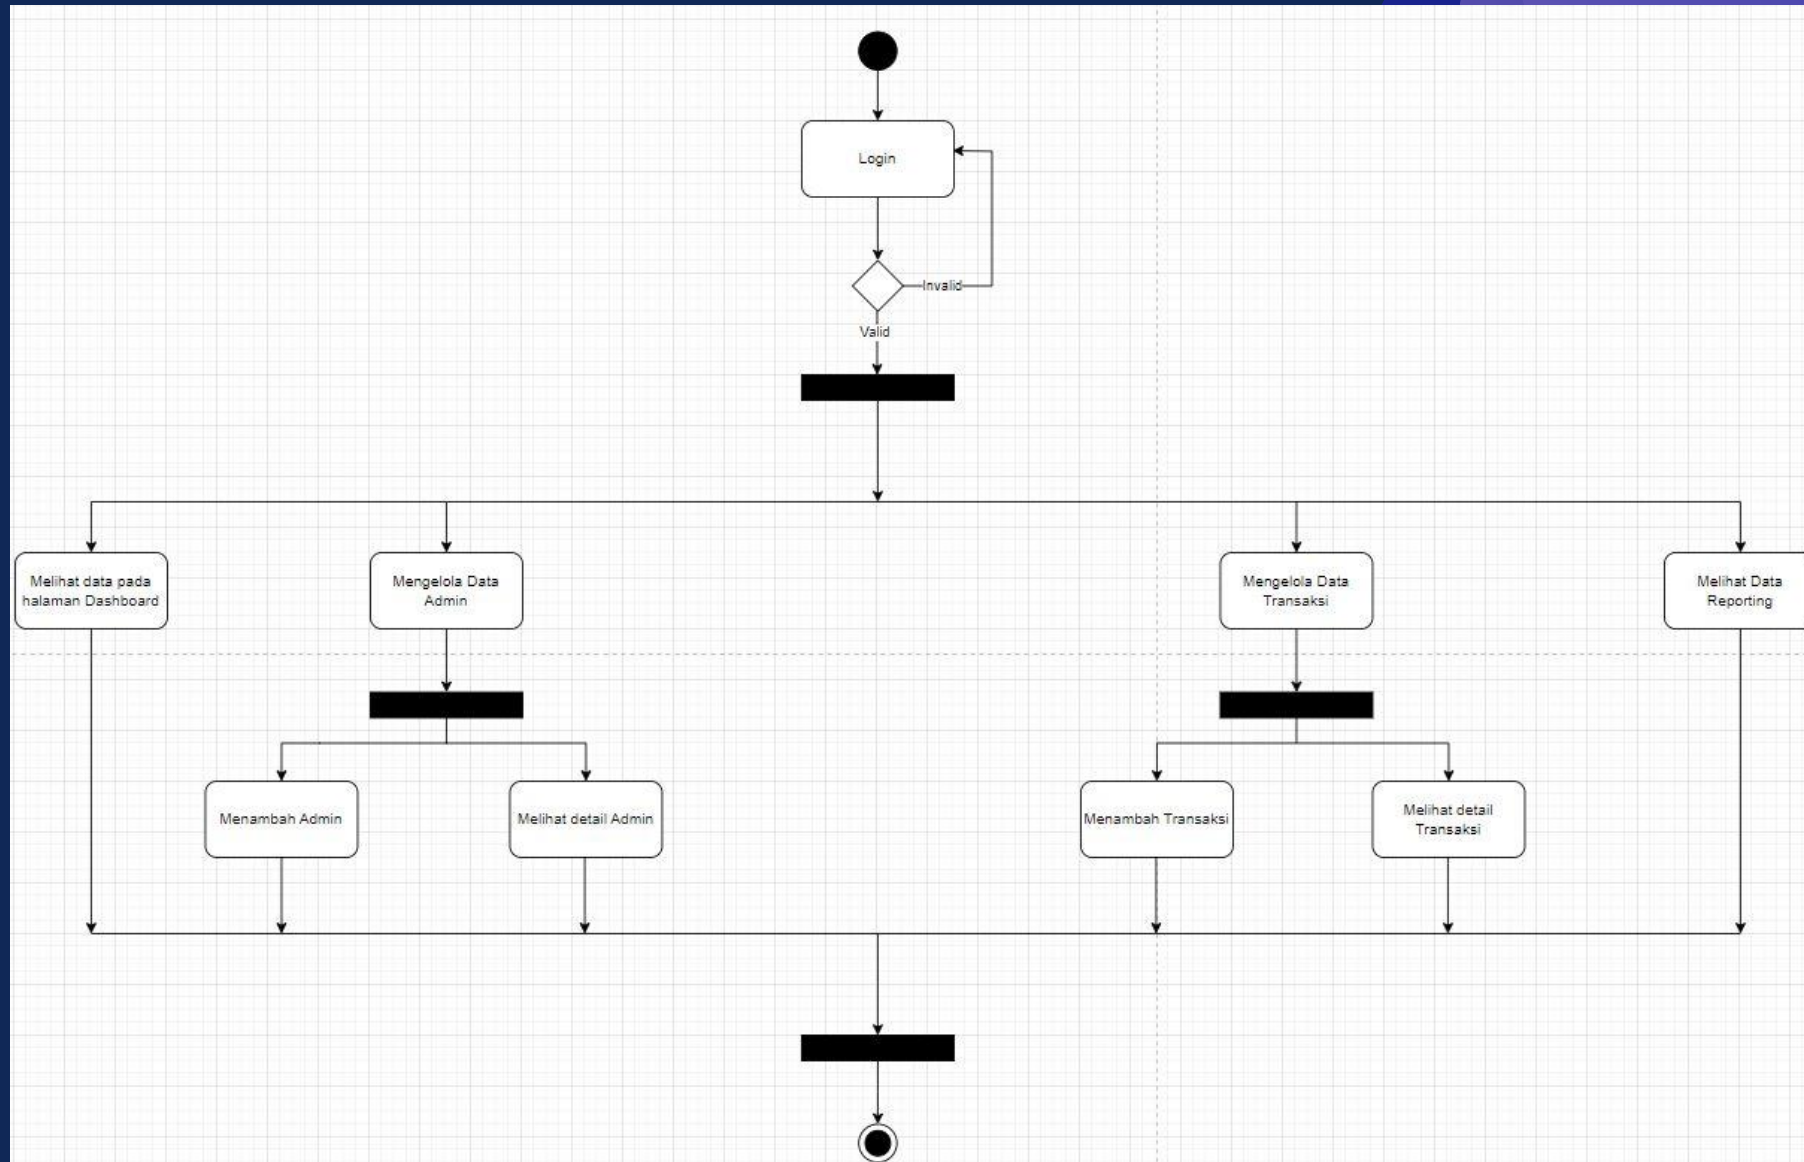 Login
Invalid
Valid
Melihat data pada
halaman Dashboard
Mengelola Data
Admin
Mengelola Data
Transaksi
Melihat Data
Reporting
Menambah Admin
Melihat detail Admin
Menambah Transaksi
Melihat detail
Transaksi